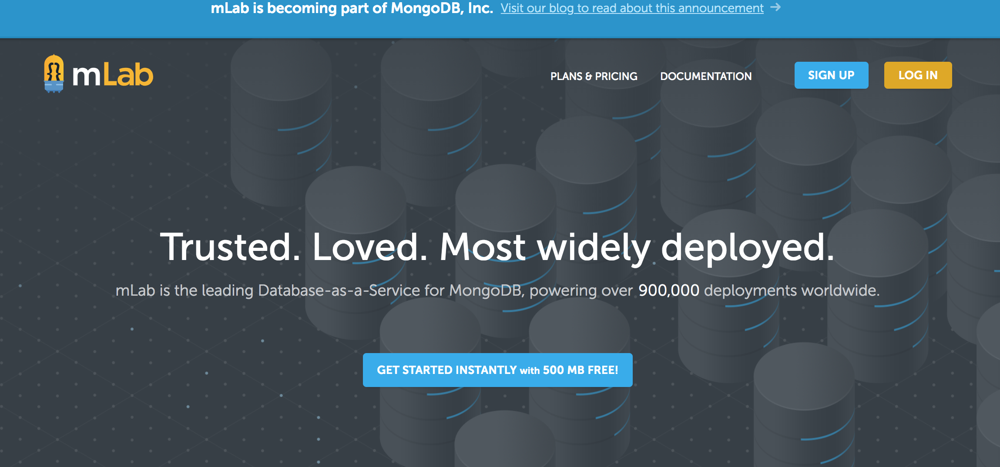 mLab is becoming part of MongoDB, Inc. Visit our blog to read about this announcement →
mLab
PLANS & PRICING
DOCUMENTATION
SIGN UP
LOG IN
Trusted. Loved. Most widely deployed.
mLab is the leading Database-as-a-Service for MongoDB, powering over 900,000 deployments worldwide.
GET STARTED INSTANTLY with 500 MB FREE!